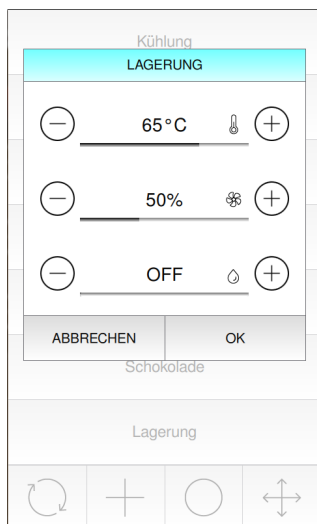 Kühlung
LAGERUNG
65°C
50%
OFF
ABBRECHEN OK
Schokolade
Lagerung